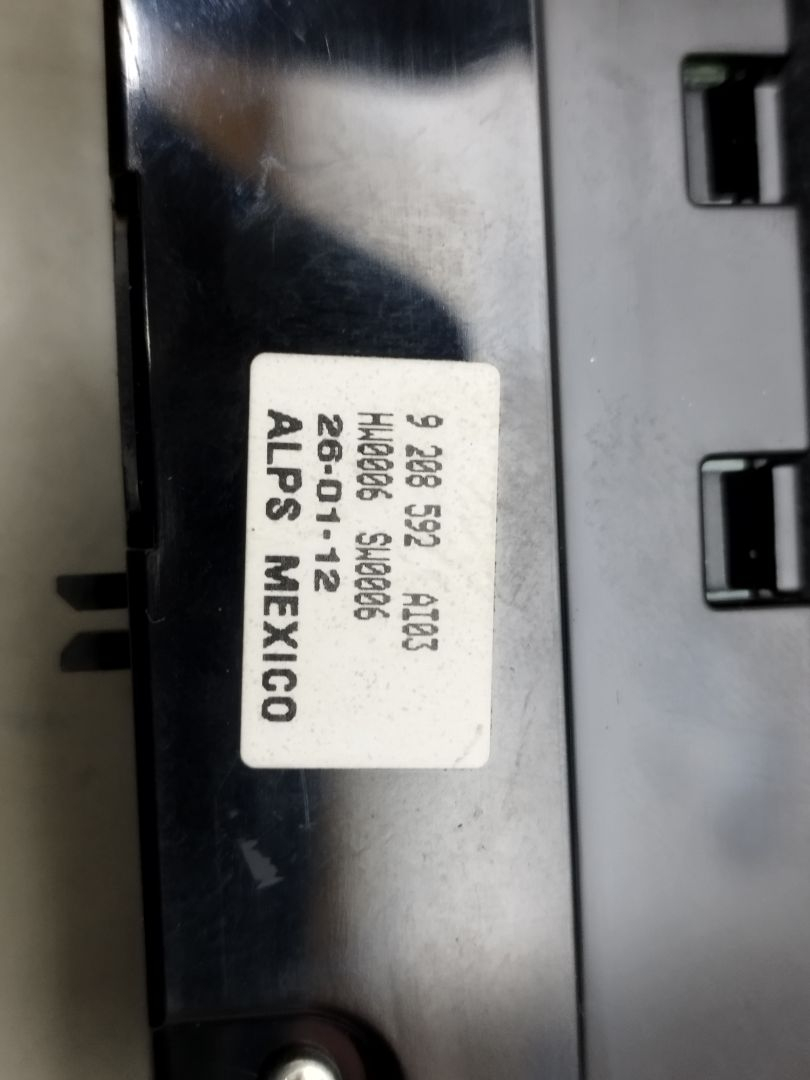 9 208 592 AI03
HW0006 SW0006
26-01-12
ALPS MEXICO